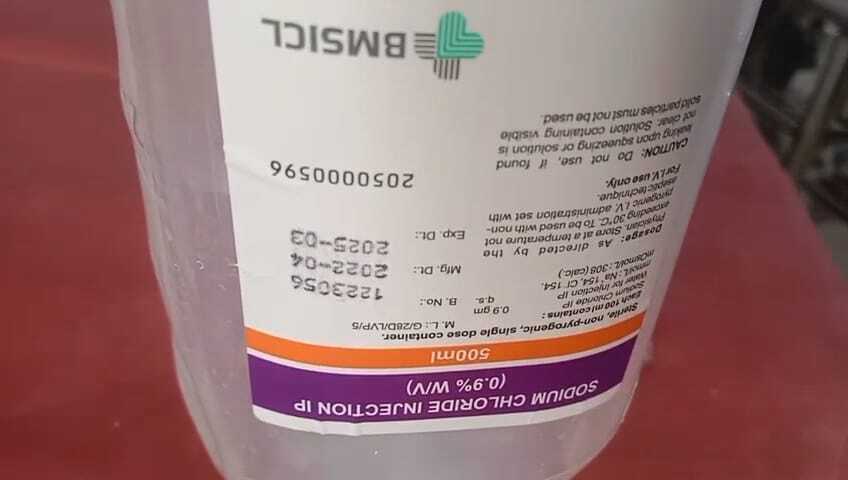 SODIUM CHLORIDE INJECTION IP
(0.9% W/V)
500ml
Sterile, non-pyrogenic, single dose container.
Each 100 ml contains :
Sodium Chloride IP 0.9 gm
Water for Injection IP q.s.
mmol/L : Na⁺ 154, Cl⁻ 154.
mOsmol/L : 308 (calc.)
Dosage: As directed by the
Physician. Store at a temperature not
exceeding 30°C. To be used with non-
pyrogenic I.V. administration set with
aseptic technique.
For I.V. use only.
CAUTION: Do not use, if found
leaking upon squeezing or solution is
not clear. Solution containing visible
solid particles must not be used.
M. L.: G/28D/LVP/5
B. No.: 1223056
Mfg. Dt.: 2022-04
Exp. Dt.: 2025-03
2050000596
BMSICL